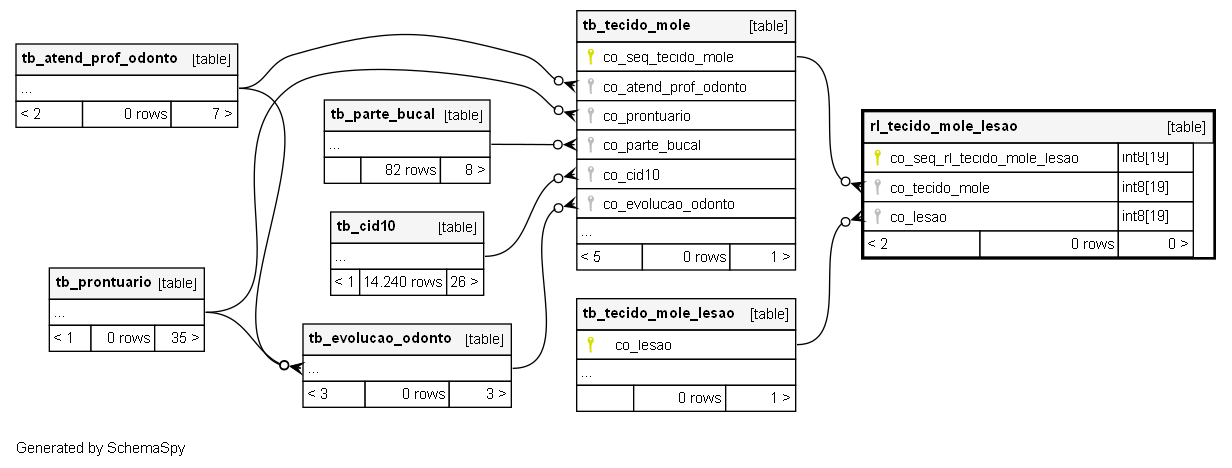 tb_atend_prof_odonto [table]
...
< 2 0 rows 7 >
tb_prontuario [table]
...
< 1 0 rows 35 >
tb_parte_bucal [table]
...
82 rows 8 >
tb_cid10 [table]
...
< 1 14.240 rows 26 >
tb_evolucao_odonto [table]
...
< 3 0 rows 3 >
tb_tecido_mole [table]
co_seq_tecido_mole
co_atend_prof_odonto
co_prontuario
co_parte_bucal
co_cid10
co_evolucao_odonto
...
< 5 0 rows 1 >
tb_tecido_mole_lesao [table]
co_lesao
...
0 rows 1 >
rl_tecido_mole_lesao [table]
co_seq_rl_tecido_mole_lesao int8[19]
co_tecido_mole int8[19]
co_lesao int8[19]
< 2 0 rows 0 >
Generated by SchemaSpy